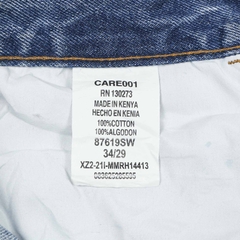 CARE001
RN 130273
MADE IN KENYA
HECHO EN KENIA
100%COTTON
100%ALGODON
87619SW
34/29
XZ2-21I-MMRH14413